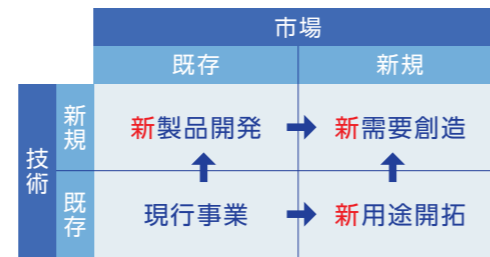 市場
既存 新規
技術
新規
新製品開発 新需要創造
既存
現行事業 新用途開拓